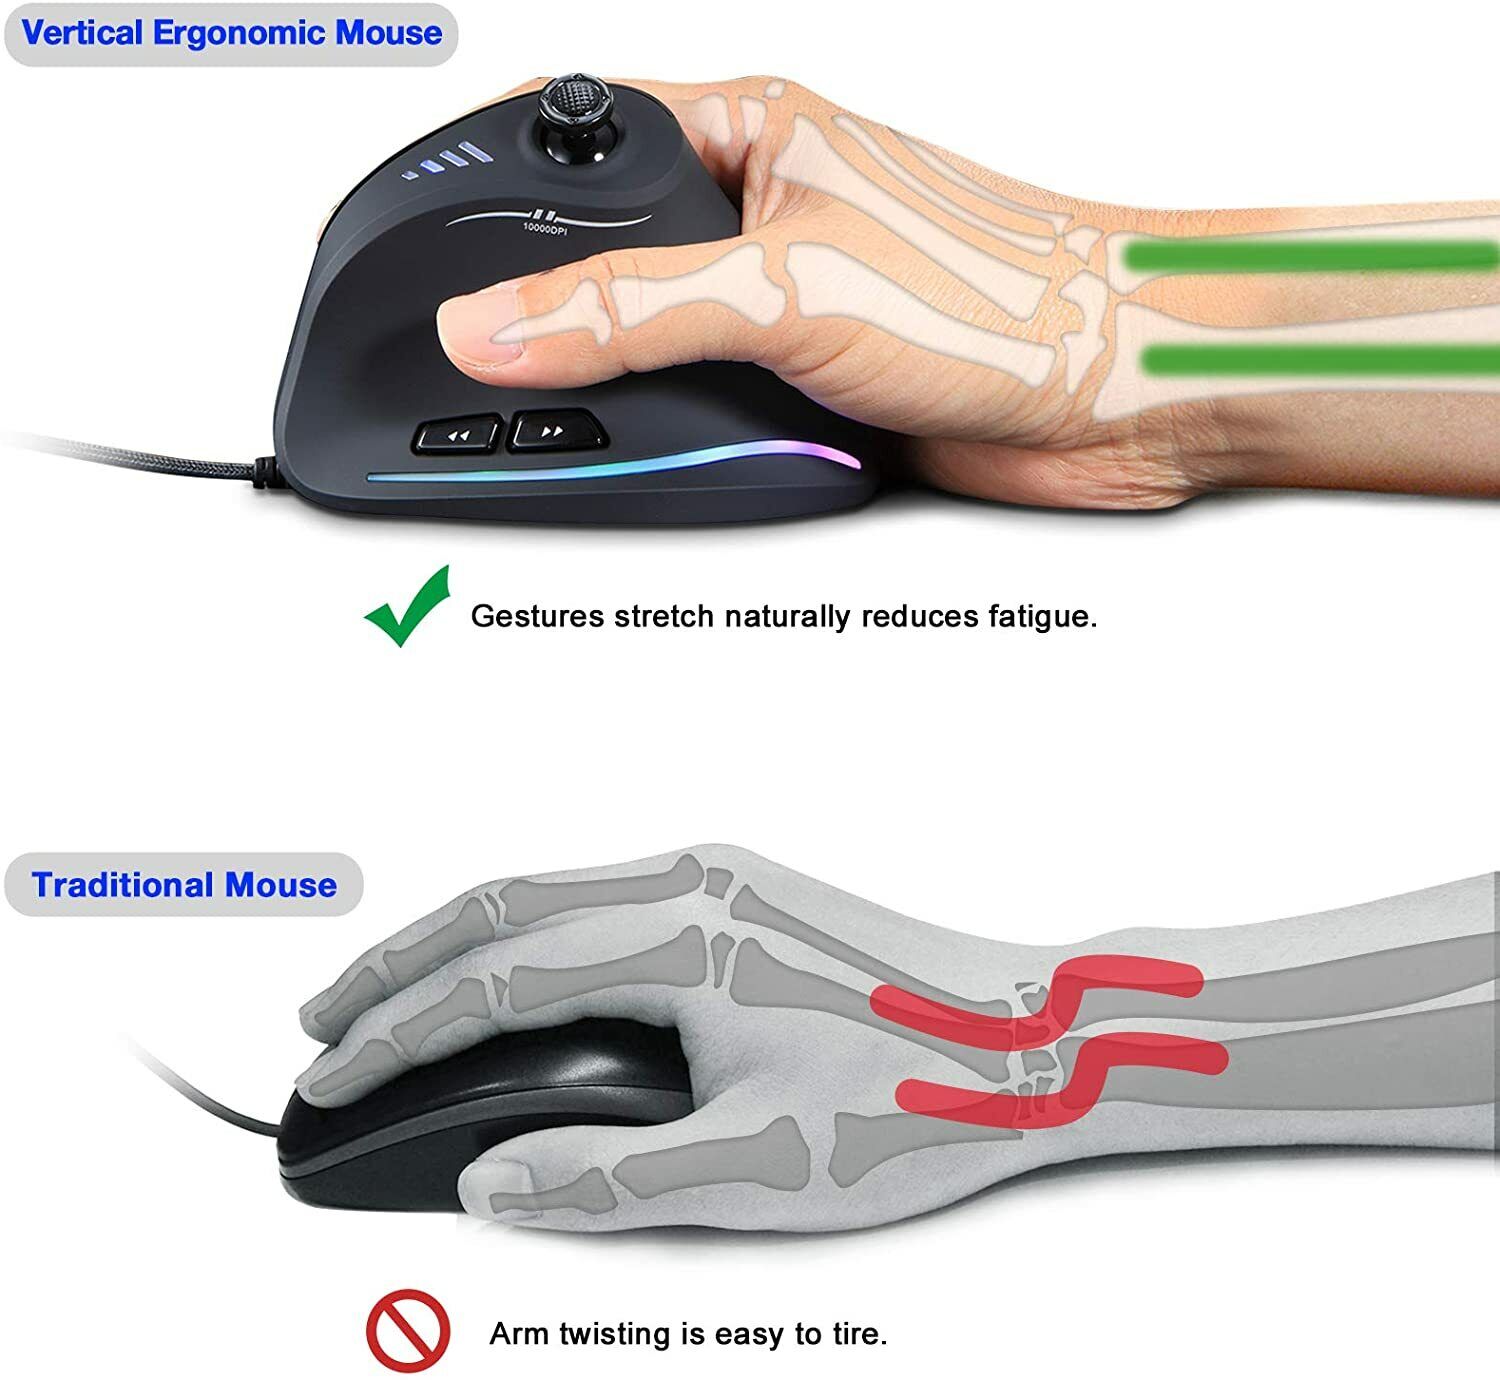 Vertical Ergonomic Mouse
10000DPI
Gestures stretch naturally reduces fatigue.
Traditional Mouse
Arm twisting is easy to tire.